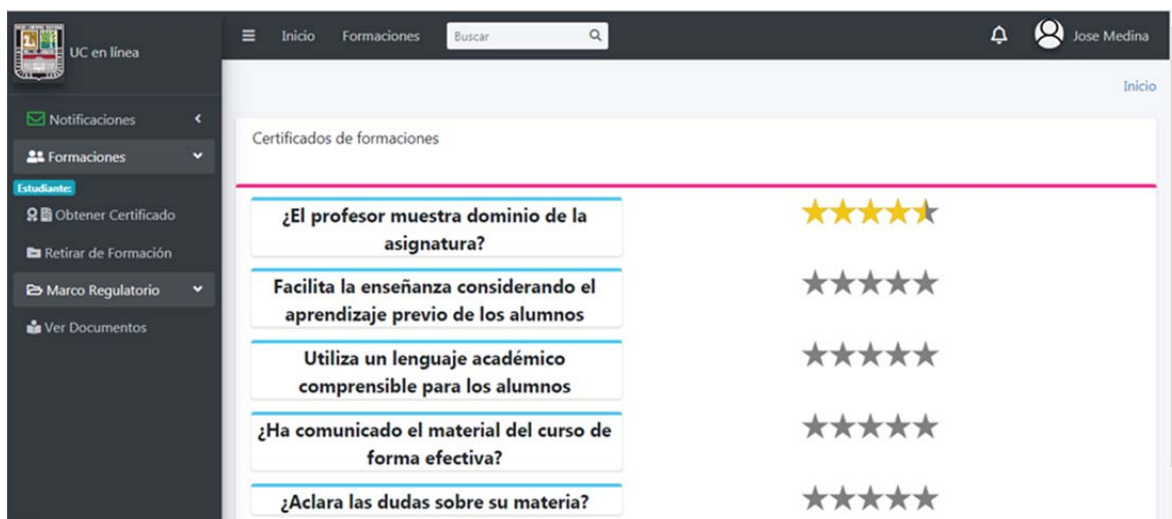 UC en línea
Inicio
Formaciones
Buscar
Jose Medina
Inicio
Notificaciones
Formaciones
Estudiante:
Obtener Certificado
Retirar de Formación
Marco Regulatorio
Ver Documentos
Certificados de formaciones
¿El profesor muestra dominio de la
asignatura?
Facilita la enseñanza considerando el
aprendizaje previo de los alumnos
Utiliza un lenguaje académico
comprensible para los alumnos
¿Ha comunicado el material del curso de
forma efectiva?
¿Aclara las dudas sobre su materia?